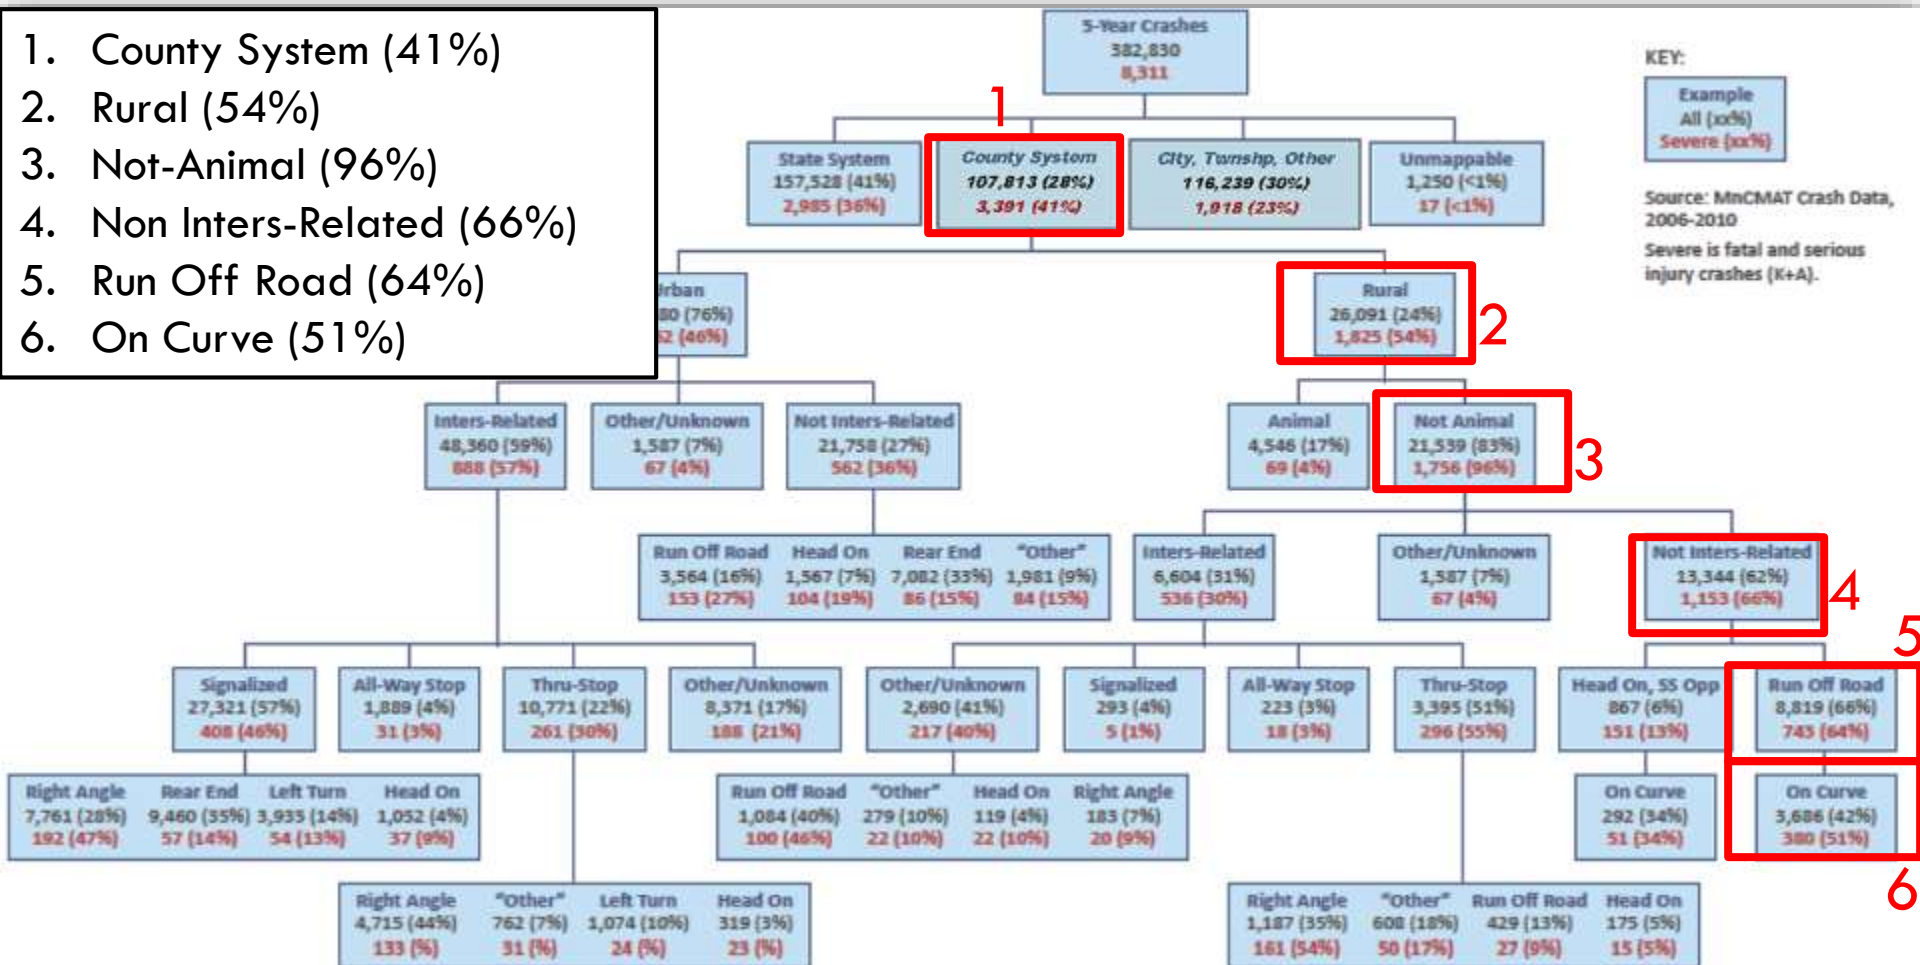 1. County System (41%)
2. Rural (54%)
3. Not-Animal (96%)
4. Non Inters-Related (66%)
5. Run Off Road (64%)
6. On Curve (51%)
5-Year Crashes
382,830
8,311
KEY:
Example
All (xx%)
Severe (xx%)
Source: MnCMAT Crash Data,
2006-2010
Severe is fatal and serious
injury crashes (K+A).
1
State System
157,528 (41%)
2,985 (36%)
County System
107,813 (28%)
3,391 (41%)
City, Twnshp, Other
116,239 (30%)
1,918 (23%)
Unmappable
1,250 (<1%)
17 (<1%)
rban
80 (76%)
62 (46%)
Rural
26,091 (24%)
1,825 (54%)
2
Inters-Related
48,360 (59%)
888 (57%)
Other/Unknown
1,587 (7%)
67 (4%)
Not Inters-Related
21,758 (27%)
562 (36%)
Animal
4,546 (17%)
69 (4%)
Not Animal
21,539 (83%)
1,756 (96%)
3
Run Off Road Head On Rear End "Other"
3,564 (16%) 1,567 (7%) 7,082 (33%) 1,981 (9%)
153 (27%) 104 (19%) 86 (15%) 84 (15%)
Inters-Related
6,604 (31%)
536 (30%)
Other/Unknown
1,587 (7%)
67 (4%)
Not Inters-Related
13,344 (62%)
1,153 (66%)
4
5
Signalized
27,321 (57%)
408 (46%)
All-Way Stop
1,889 (4%)
31 (3%)
Thru-Stop
10,771 (22%)
261 (30%)
Other/Unknown
8,371 (17%)
188 (21%)
Other/Unknown
2,690 (41%)
217 (40%)
Signalized
293 (4%)
5 (1%)
All-Way Stop
223 (3%)
18 (3%)
Thru-Stop
3,395 (51%)
296 (55%)
Head On, SS Opp
867 (6%)
151 (13%)
Run Off Road
8,819 (66%)
743 (64%)
Right Angle Rear End Left Turn Head On
7,761 (28%) 9,460 (35%) 3,935 (14%) 1,052 (4%)
192 (47%) 57 (14%) 54 (13%) 37 (9%)
Run Off Road "Other" Head On Right Angle
1,084 (40%) 279 (10%) 119 (4%) 183 (7%)
100 (46%) 22 (10%) 22 (10%) 20 (9%)
On Curve
292 (34%)
51 (34%)
On Curve
3,686 (42%)
380 (51%)
6
Right Angle "Other" Left Turn Head On
4,715 (44%) 762 (7%) 1,074 (10%) 319 (3%)
133 (%) 31 (%) 24 (%) 23 (%)
Right Angle "Other" Run Off Road Head On
1,187 (35%) 608 (18%) 429 (13%) 175 (5%)
161 (54%) 50 (17%) 27 (9%) 15 (5%)